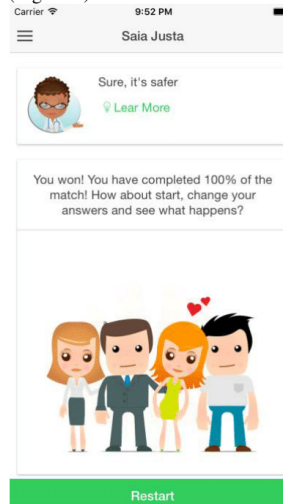 Carrier 9:52 PM
Saia Justa
Sure, it's safer
Lear More
You won! You have completed 100% of the
match! How about start, change your
answers and see what happens?
Restart